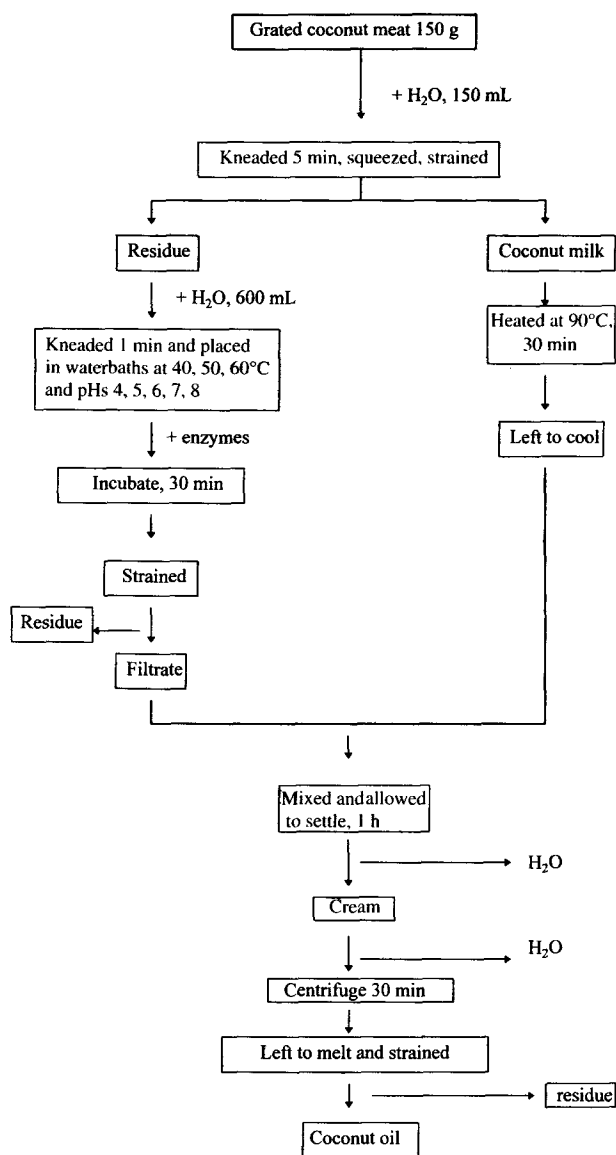 Grated coconut meat 150 g
+ H₂O, 150 mL
Kneaded 5 min, squeezed, strained
Residue
+ H₂O, 600 mL
Kneaded 1 min and placed
in waterbaths at 40, 50, 60°C
and pHs 4, 5, 6, 7, 8
+ enzymes
Incubate, 30 min
Strained
Residue
Filtrate
Coconut milk
Heated at 90°C,
30 min
Left to cool
Mixed and allowed
to settle, 1 h
H₂O
Cream
H₂O
Centrifuge 30 min
Left to melt and strained
residue
Coconut oil